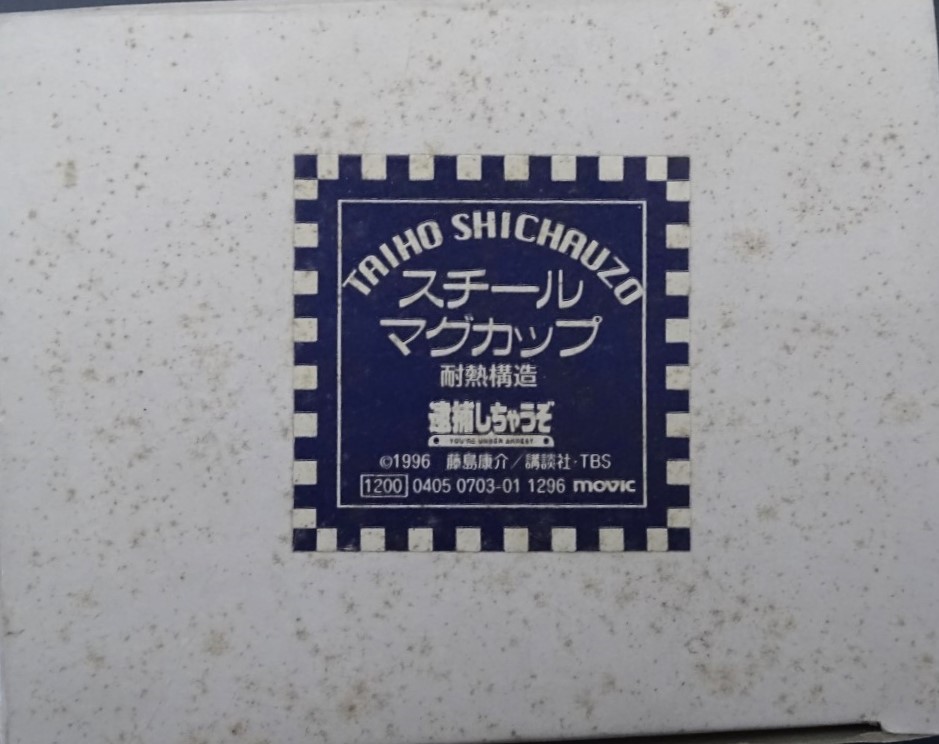 TAIHO SHICHAUZO
スチール
マグカップ
耐熱構造
逮捕しちゃうぞ
YOU'RE UNDER ARREST
©1996 藤島康介/講談社・TBS
1200 0405 0703-01 1296 movic